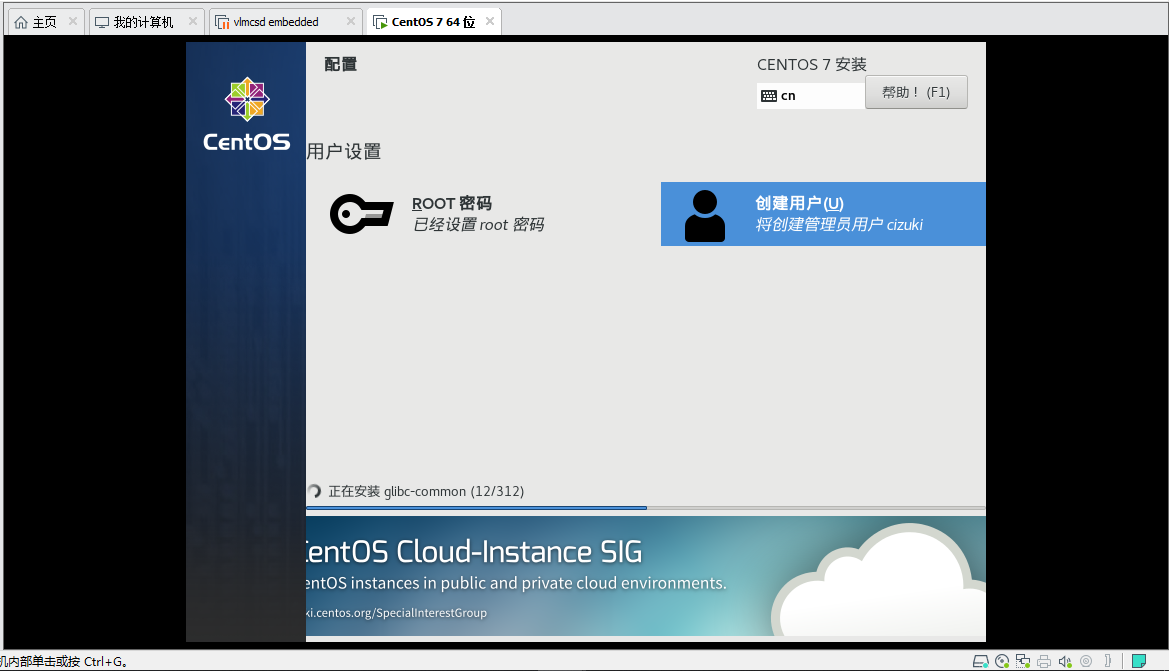 主页
我的计算机
vlmcsd embedded
CentOS 7 64 位
CentOS
配置
CENTOS 7 安装
cn
帮助！ (F1)
用户设置
ROOT 密码
已经设置 root 密码
创建用户(U)
将创建管理员用户 cizuki
正在安装 glibc-common (12/312)
CentOS Cloud-Instance SIG
entOS instances in public and private cloud environments.
ki.centos.org/SpecialInterestGroup
机内部单击或按 Ctrl+G。